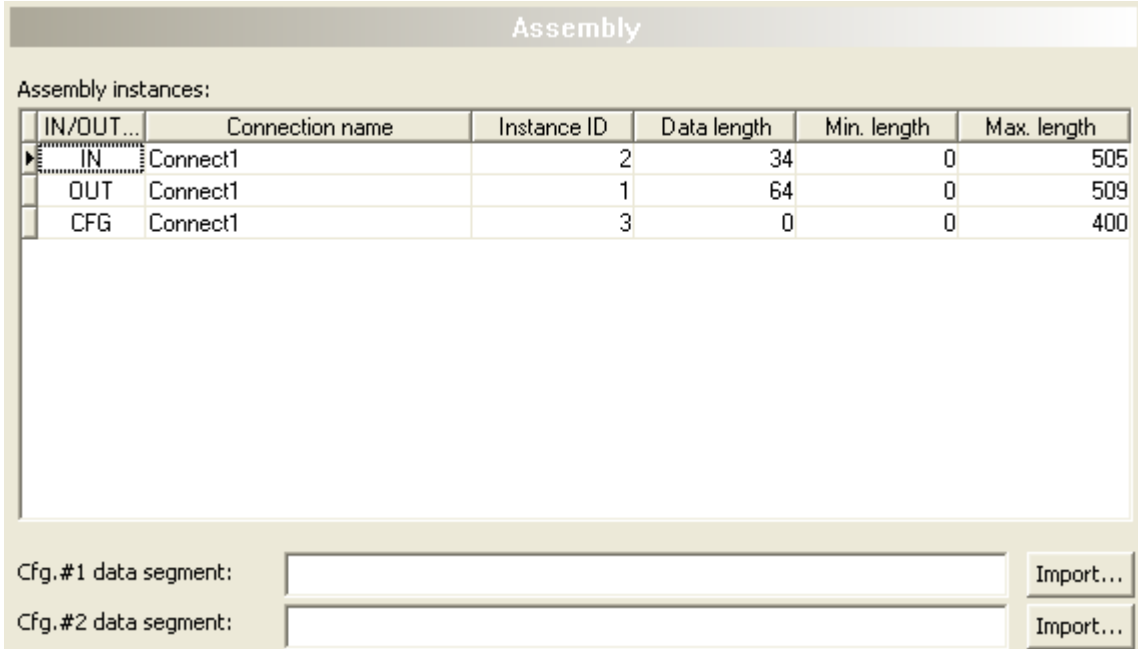 Assembly
Assembly instances:
IN/OUT... Connection name Instance ID Data length Min. length Max. length
IN Connect1 2 34 0 505
OUT Connect1 1 64 0 509
CFG Connect1 3 0 0 400
Cfg.#1 data segment: Import...
Cfg.#2 data segment: Import...